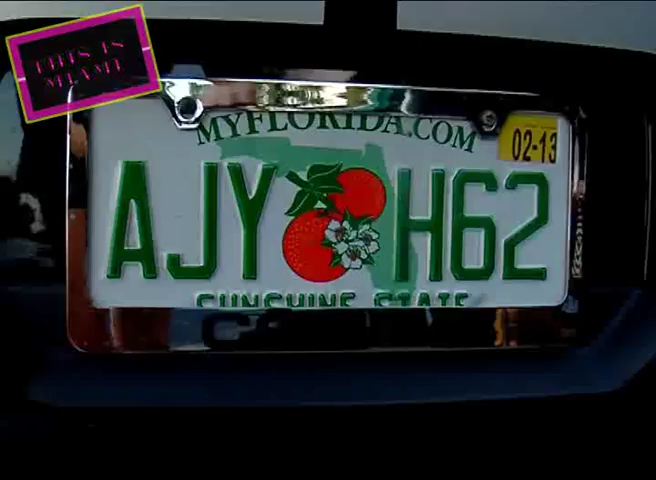 THIS IS
MIAMI
MYFLORIDA.COM
02-13
AJY H62
SUNSHINE STATE